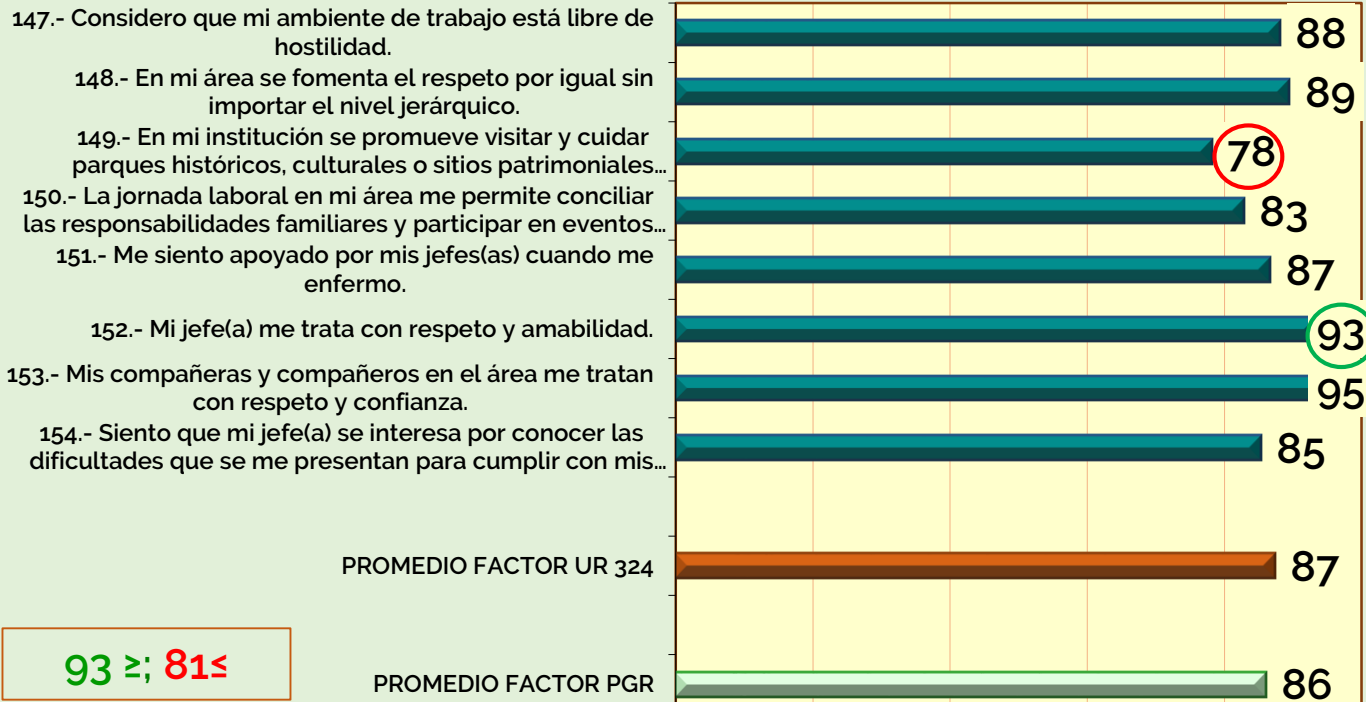 147.- Considero que mi ambiente de trabajo está libre de
hostilidad.
88
148.- En mi área se fomenta el respeto por igual sin
importar el nivel jerárquico.
89
149.- En mi institución se promueve visitar y cuidar
parques históricos, culturales o sitios patrimoniales...
78
150.- La jornada laboral en mi área me permite conciliar
las responsabilidades familiares y participar en eventos...
83
151.- Me siento apoyado por mis jefes(as) cuando me
enfermo.
87
152.- Mi jefe(a) me trata con respeto y amabilidad.
93
153.- Mis compañeras y compañeros en el área me tratan
con respeto y confianza.
95
154.- Siento que mi jefe(a) se interesa por conocer las
dificultades que se me presentan para cumplir con mis...
85
PROMEDIO FACTOR UR 324
87
93 ≥; 81≤
PROMEDIO FACTOR PGR
86